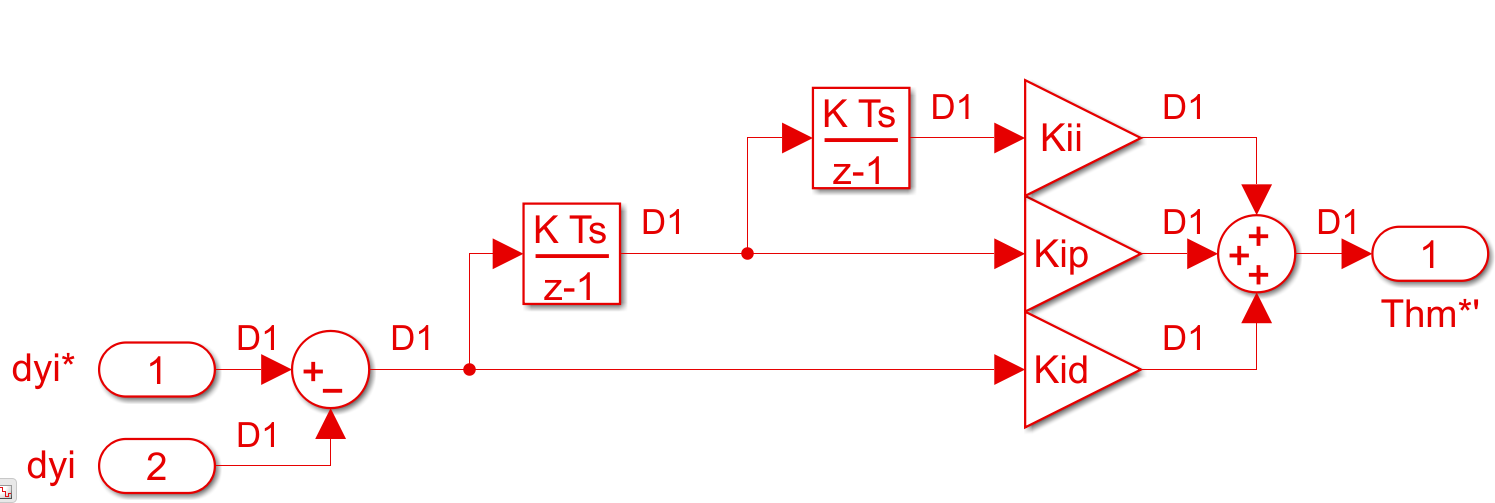 K Ts
z-1
D1
Kii
D1
K Ts
z-1
D1
Kip
D1
+
+
+
D1
1
Thm*'
dyi*
1
D1
+
−
D1
Kid
D1
dyi
2
D1